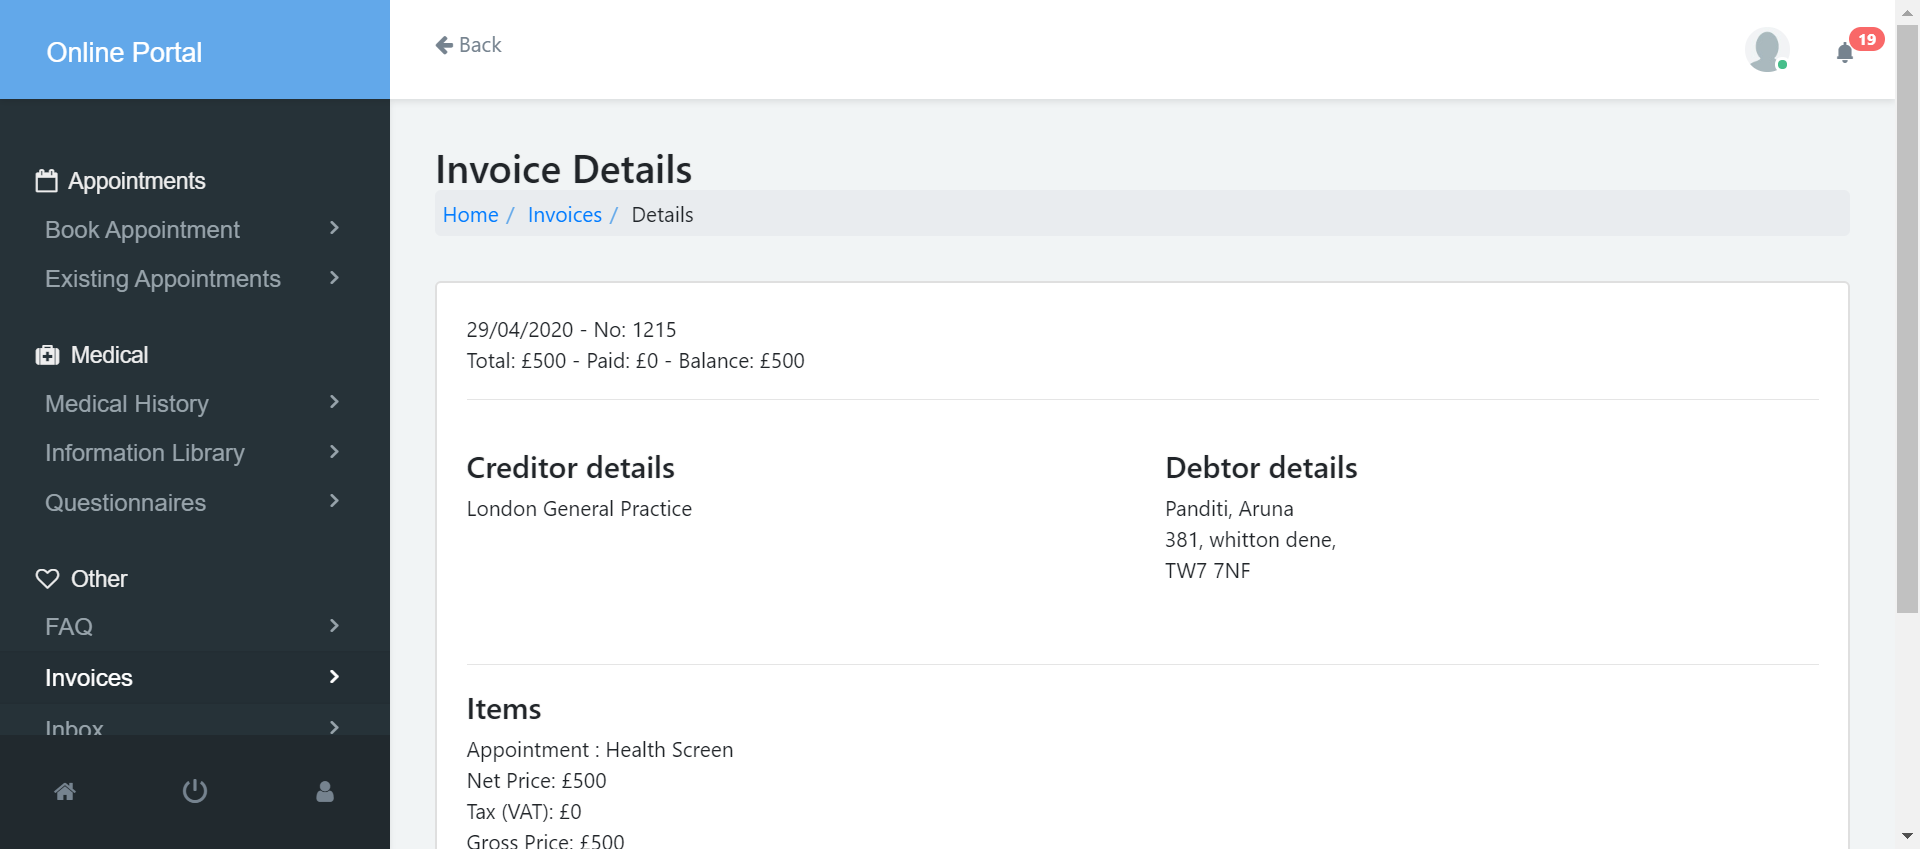 Online Portal
Back
19
Appointments
Book Appointment
Existing Appointments
Medical
Medical History
Information Library
Questionnaires
Other
FAQ
Invoices
Inbox
Invoice Details
Home / Invoices / Details
29/04/2020 - No: 1215
Total: £500 - Paid: £0 - Balance: £500
Creditor details
London General Practice
Debtor details
Panditi, Aruna
381, whitton dene,
TW7 7NF
Items
Appointment : Health Screen
Net Price: £500
Tax (VAT): £0
Gross Price: £500